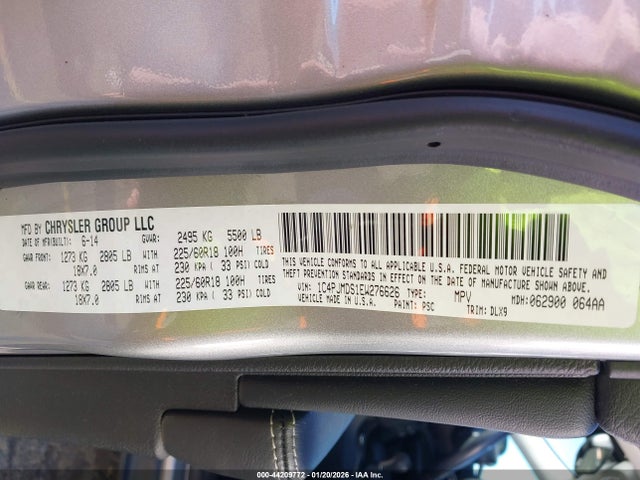 MFD BY CHRYSLER GROUP LLC
DATE OF MFR(BUILT): 6-14 GVWR: 2495 KG 5500 LB
GAWR FRONT: 1273 KG 2805 LB WITH 225/60R18 100H TIRES
18X7.0 RIMS AT 230 KPA ( 33 PSI) COLD
GAWR REAR: 1273 KG 2805 LB WITH 225/60R18 100H TIRES
18X7.0 RIMS AT 230 KPA ( 33 PSI) COLD
THIS VEHICLE CONFORMS TO ALL APPLICABLE U.S.A. FEDERAL MOTOR VEHICLE SAFETY AND
THEFT PREVENTION STANDARDS IN EFFECT ON THE DATE OF MANUFACTURE SHOWN ABOVE.
VIN: 1C4PJMDS1EW276626 TYPE: MPV MDH: 062900 064AA
VEHICLE MADE IN U.S.A. PAINT: PSC TRIM: DLX9
000-44209772 — 01/20/2026 — IAA Inc.